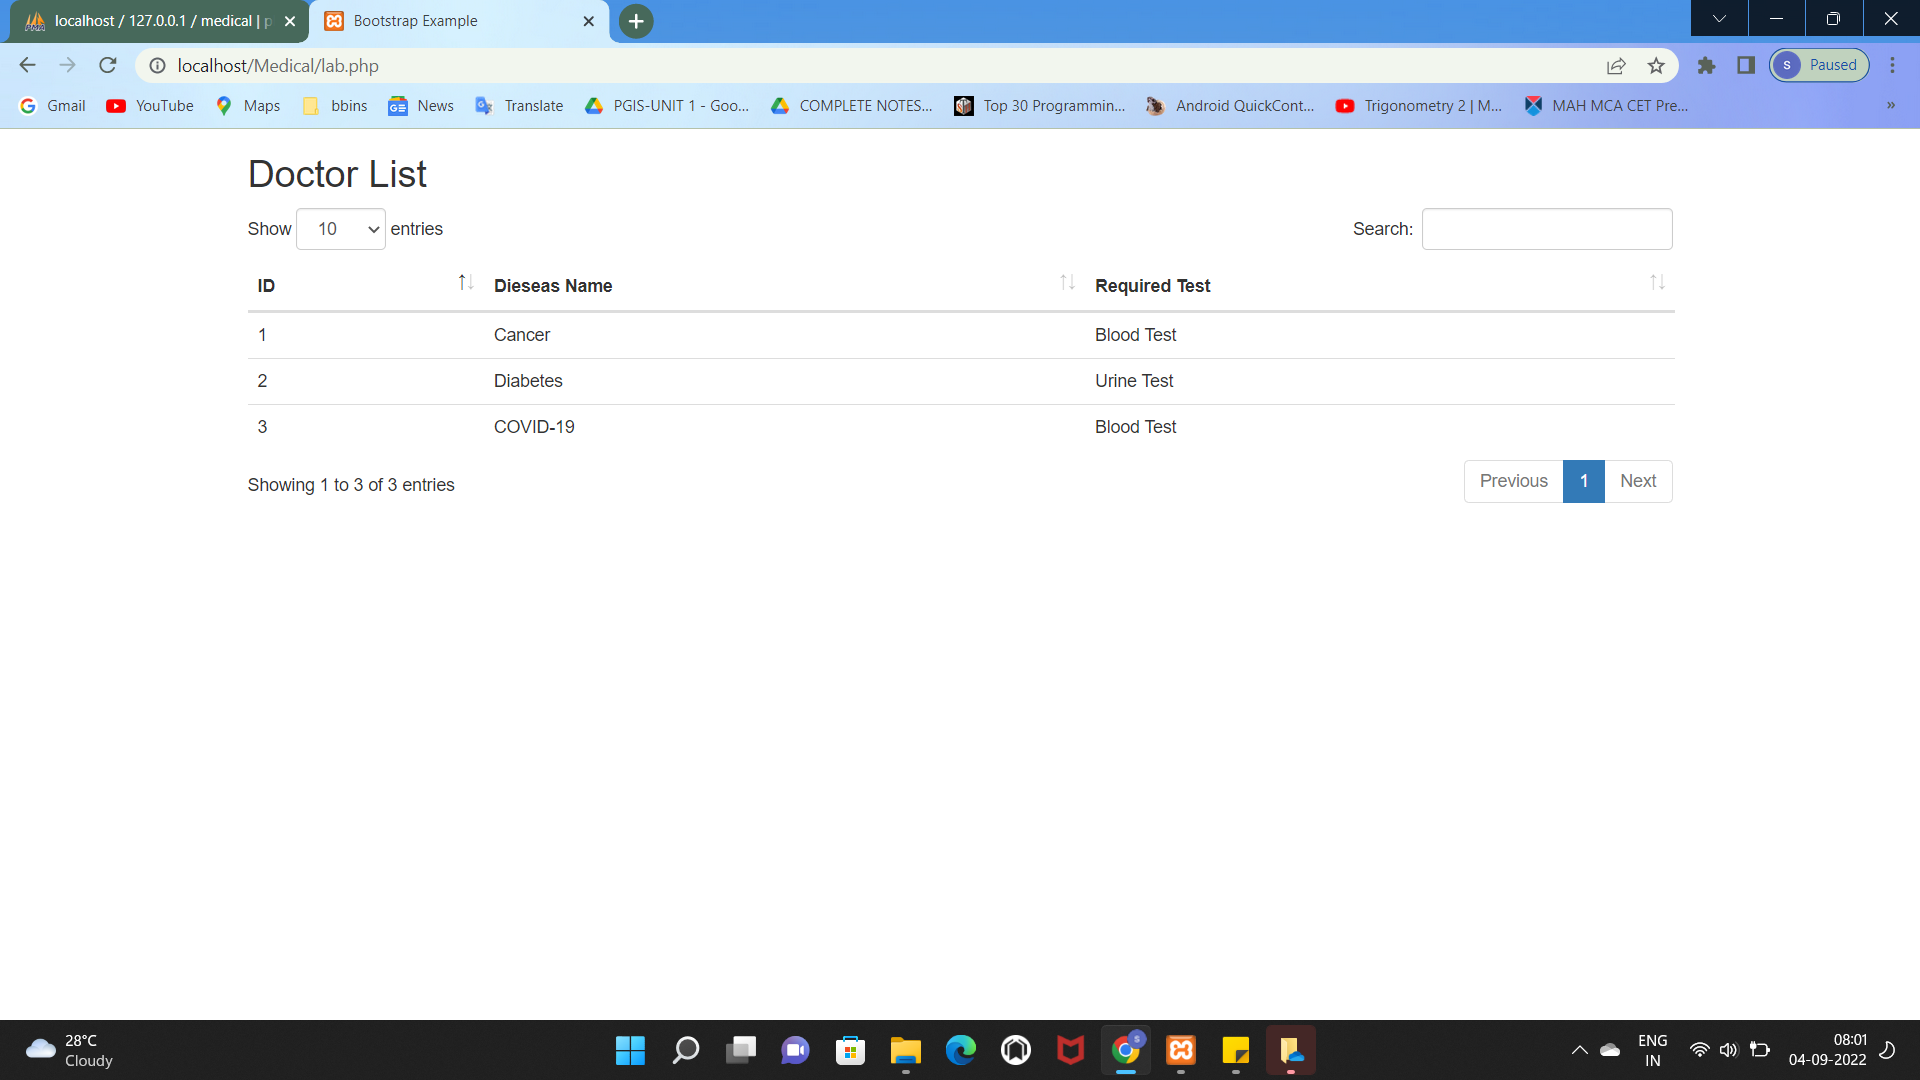 localhost / 127.0.0.1 / medical | p
Bootstrap Example
localhost/Medical/lab.php
S Paused
Gmail YouTube Maps bbins News Translate PGIS-UNIT 1 - Goo... COMPLETE NOTES... Top 30 Programmin... Android QuickCont... Trigonometry 2 | M... MAH MCA CET Pre... »
Doctor List
Show 10 entries
Search:
ID Dieseas Name Required Test
1 Cancer Blood Test
2 Diabetes Urine Test
3 COVID-19 Blood Test
Showing 1 to 3 of 3 entries
Previous 1 Next
28°C
Cloudy
ENG
IN
08:01
04-09-2022